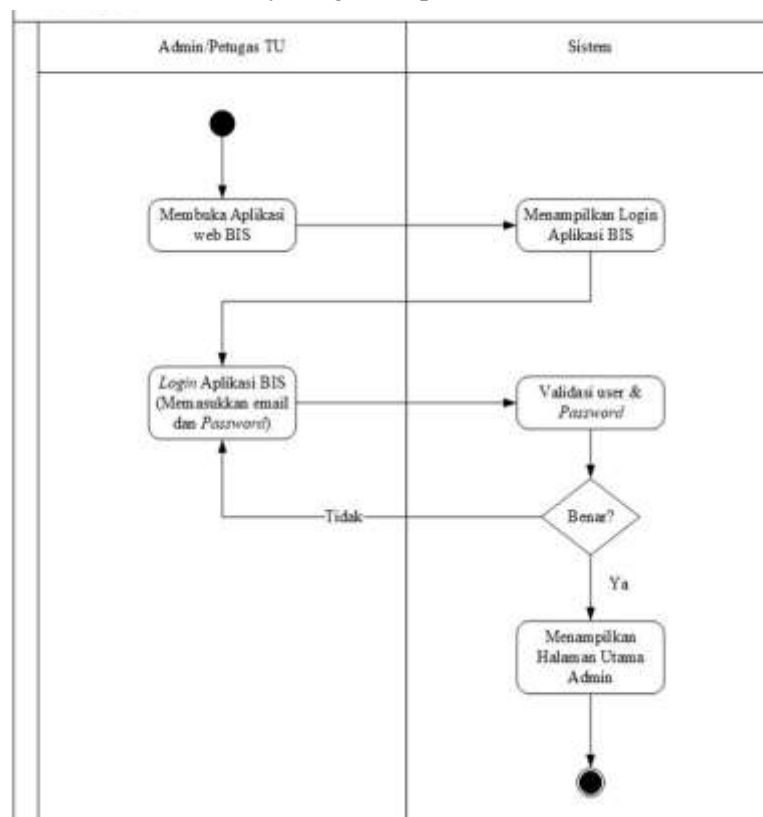 Admin/Petugas TU
Sistem
Membuka Aplikasi
web BIS
Menampilkan Login
Aplikasi BIS
Login Aplikasi BIS
(Memasukkan email
dan Password)
Validasi user &
Password
Tidak
Benar?
Ya
Menampilkan
Halaman Utama
Admin